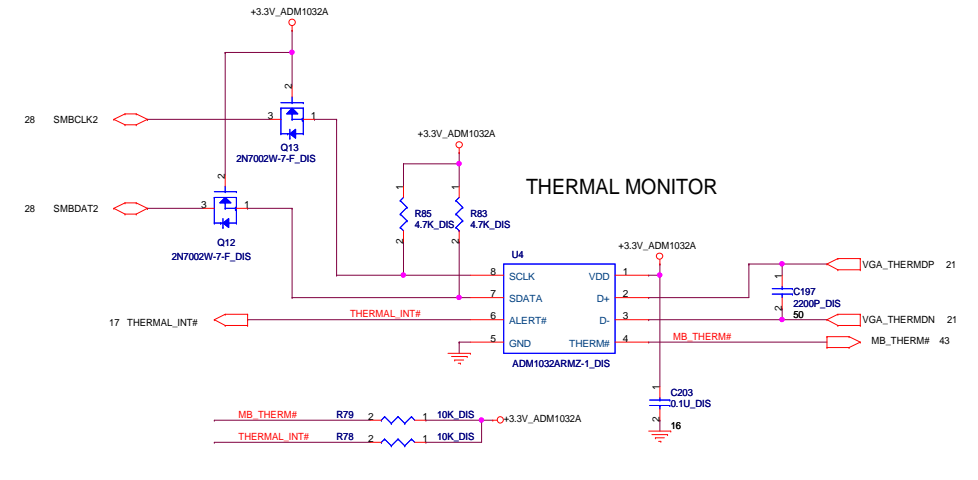 +3.3V_ADM1032A
2
28 SMBCLK2
3 1
Q13
2N7002W-7-F_DIS
2
28 SMBDAT2
3 1
Q12
2N7002W-7-F_DIS
+3.3V_ADM1032A
1 1
R85 R83
4.7K_DIS 4.7K_DIS
2 2
THERMAL MONITOR
U4
+3.3V_ADM1032A
8 SCLK VDD 1
7 SDATA D+ 2
6 ALERT# D- 3
5 GND THERM# 4
ADM1032ARMZ-1_DIS
VGA_THERMDP 21
1
C197
2200P_DIS
2
50
VGA_THERMDN 21
MB_THERM# MB_THERM# 43
17 THERMAL_INT# THERMAL_INT#
1
C203
0.1U_DIS
2
16
MB_THERM# R79 2 1 10K_DIS +3.3V_ADM1032A
THERMAL_INT# R78 2 1 10K_DIS